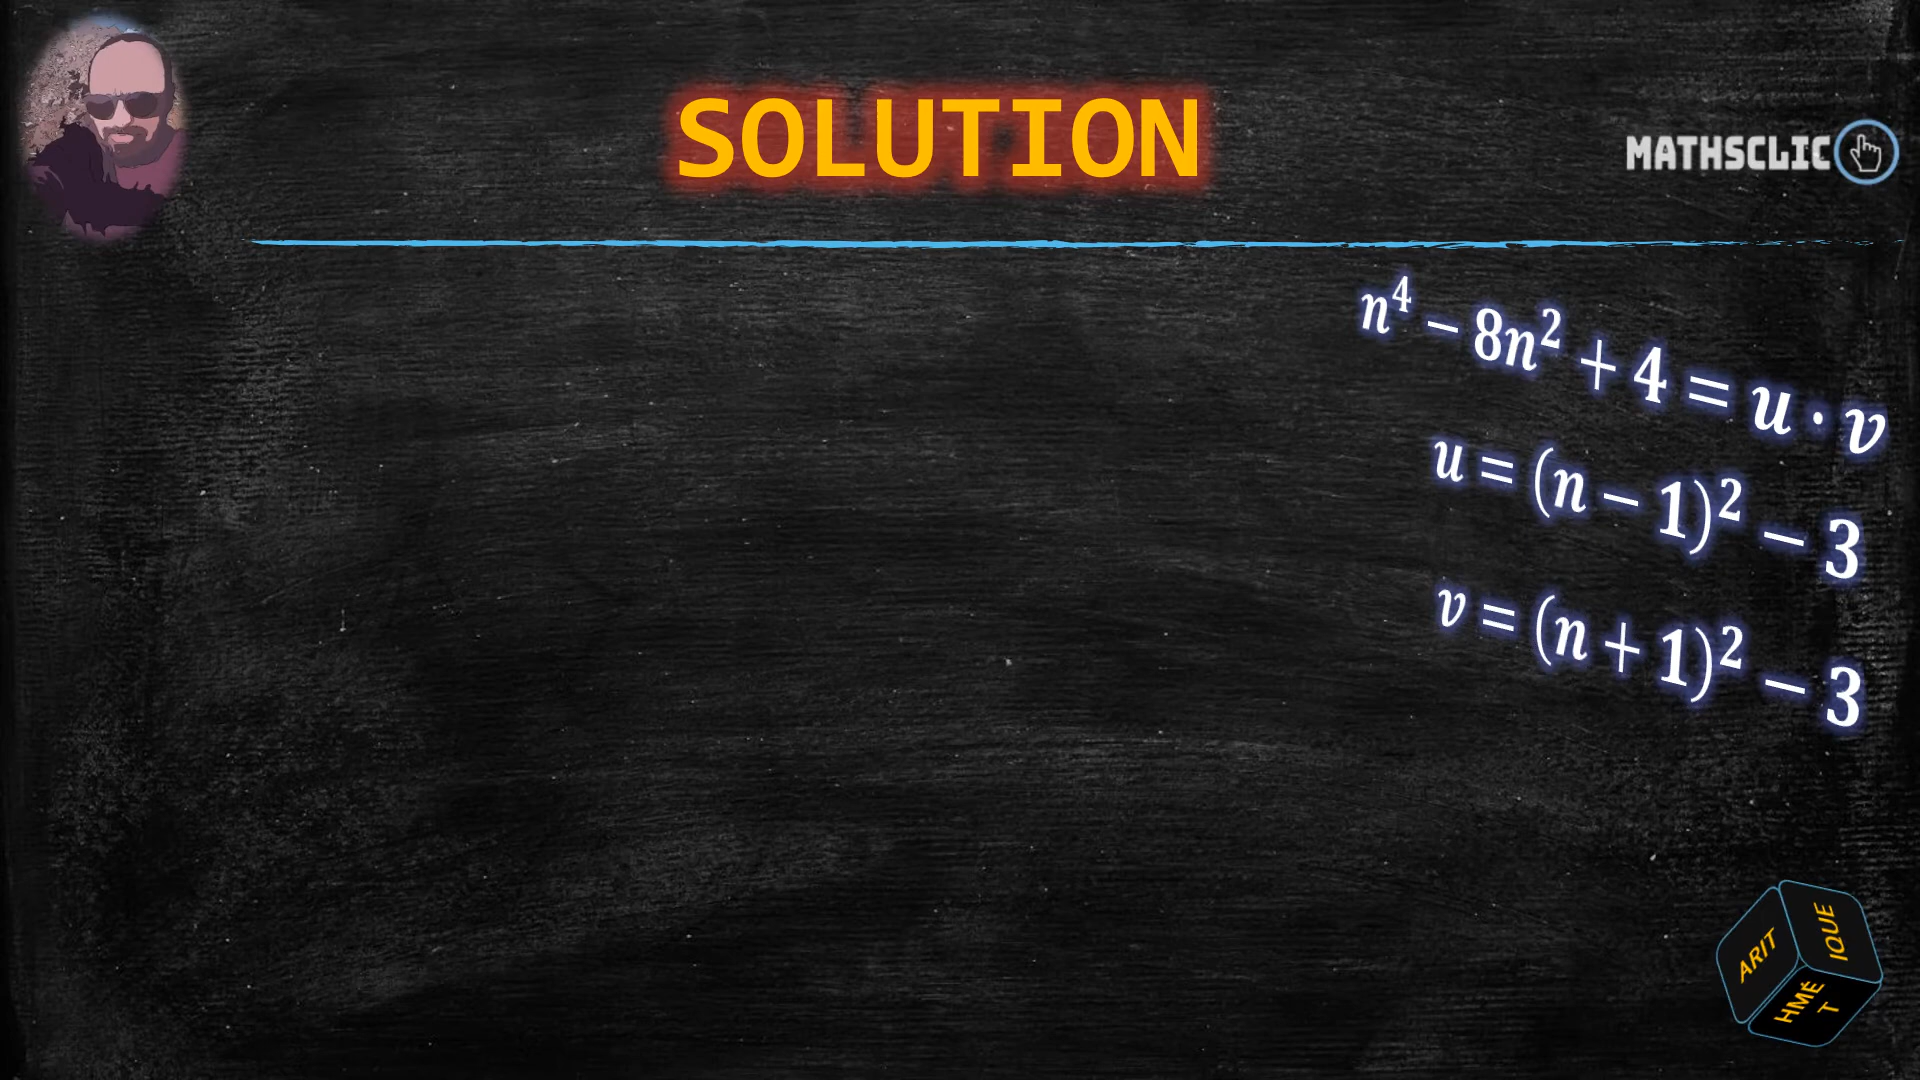 SOLUTION
MATHSCLIC
n⁴ − 8n² + 4 = u · v
u = (n − 1)² − 3
v = (n + 1)² − 3
ARIT
HMÉ
T
IQUE